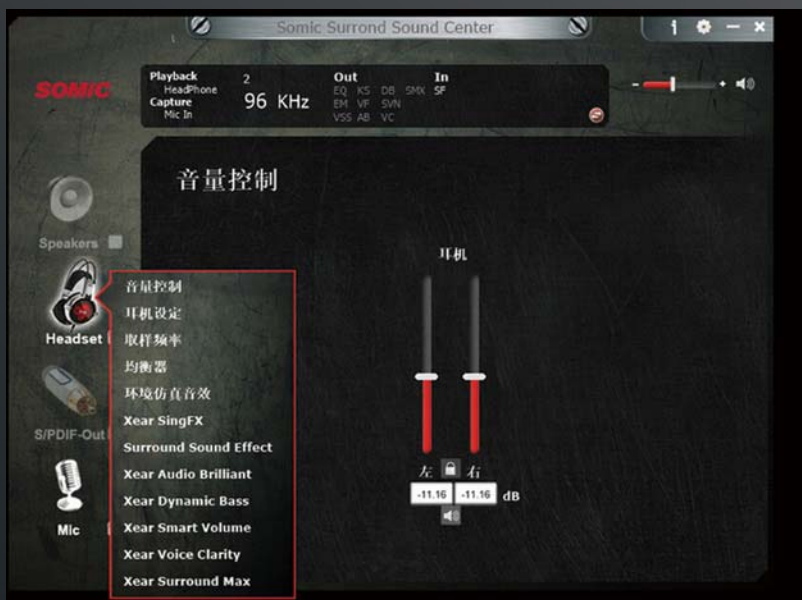 Somic Surrond Sound Center
SOMIC
Playback
HeadPhone
Capture
Mic In
2
96 KHz
Out
In
EQ KS DB SMX SF
EM VF SVN
VSS AB VC
- +
音量控制
Speakers
Headset
S/PDIF-Out
Mic
音量控制
耳机设定
取样频率
均衡器
环境仿真音效
Xear SingFX
Surround Sound Effect
Xear Audio Brilliant
Xear Dynamic Bass
Xear Smart Volume
Xear Voice Clarity
Xear Surround Max
耳机
左 右
-11.16 -11.16 dB